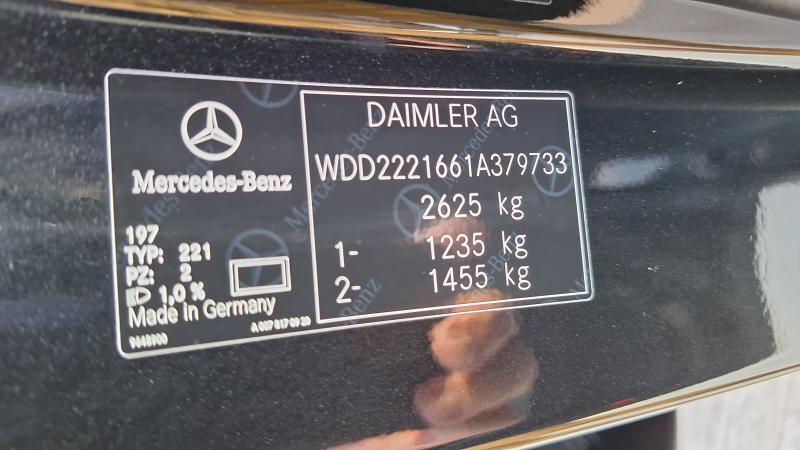 Mercedes-Benz
197
TYP: 221
PZ: 2
1,0 %
Made in Germany
9848900
DAIMLER AG
WDD2221661A379733
2625 kg
1- 1235 kg
2- 1455 kg